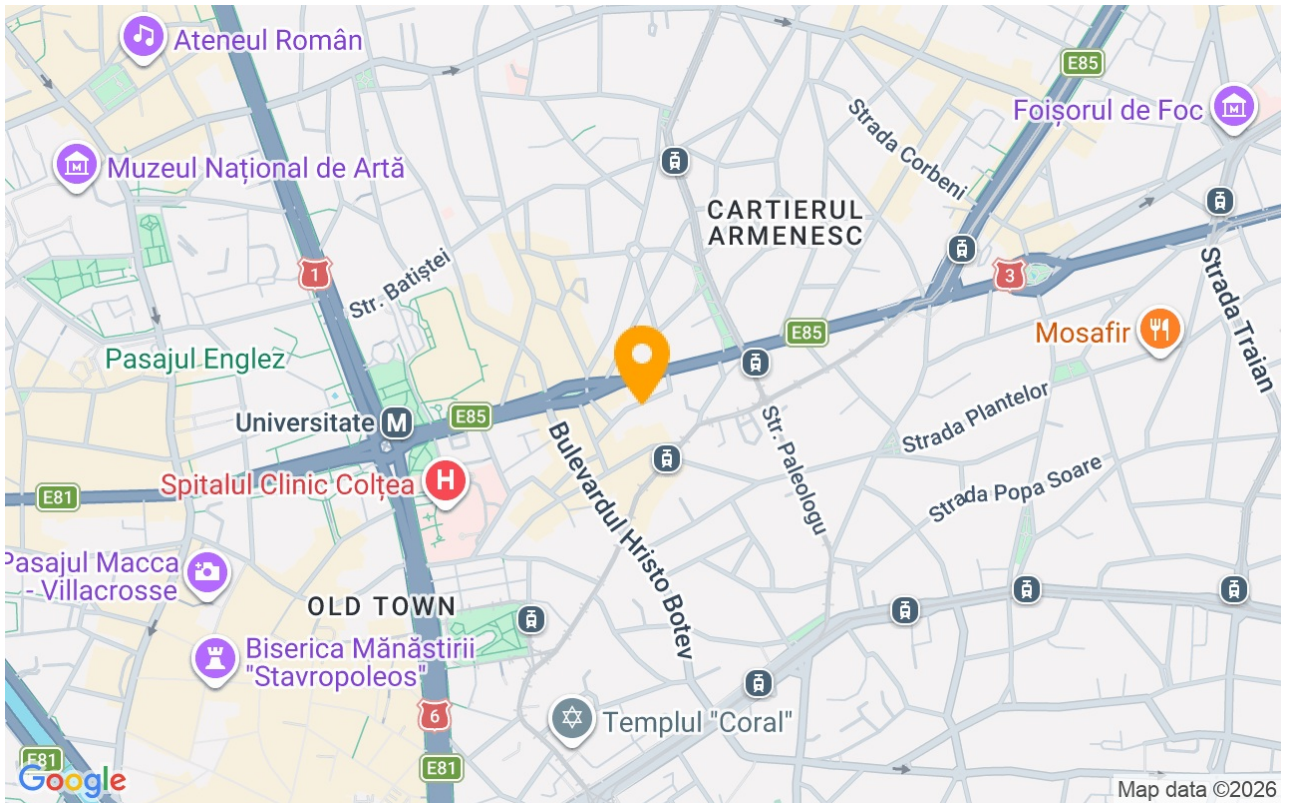 Ateneul Român
E85
Foișorul de Foc
Strada Corbeni
Muzeul Național de Artă
CARTIERUL
ARMENESC
Str. Batiștei
1
3
Strada Traian
E85
Mosafir
Pasajul Englez
Universitate M
E85
Strada Plantelor
Str. Paleologu
Bulevardul Hristo Botev
Spitalul Clinic Colțea
H
E81
Strada Popa Soare
Pasajul Macca
- Villacrosse
OLD TOWN
Biserica Mănăstirii
"Stavropoleos"
6
Templul "Coral"
E81
E81
Google
Map data ©2026